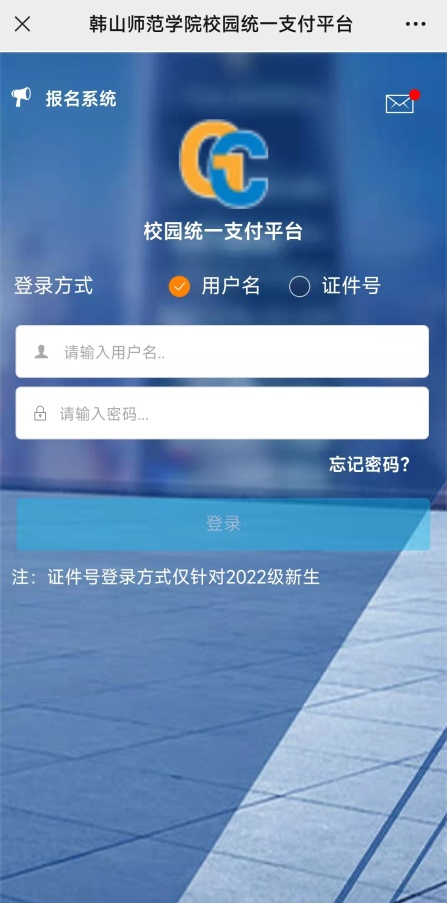 韩山师范学院校园统一支付平台
报名系统
校园统一支付平台
登录方式 用户名 证件号
请输入用户名..
请输入密码...
忘记密码?
登录
注：证件号登录方式仅针对2022级新生